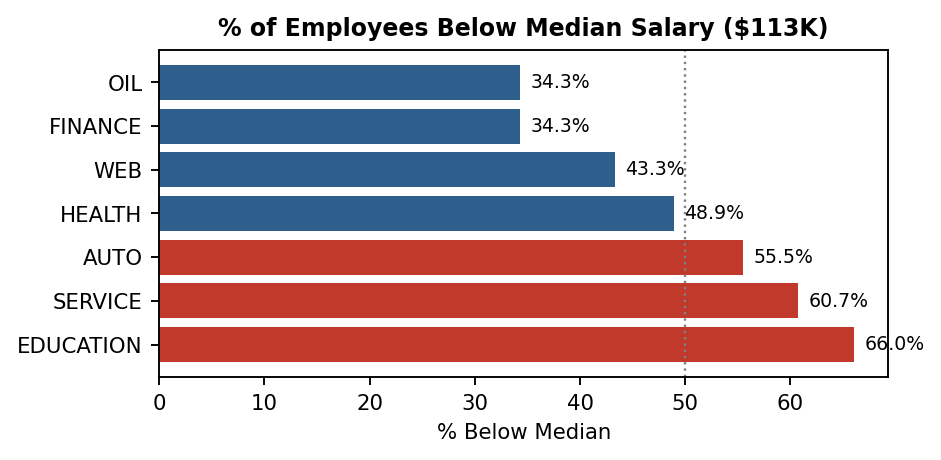 % of Employees Below Median Salary ($113K)
OIL 34.3%
FINANCE 34.3%
WEB 43.3%
HEALTH 48.9%
AUTO 55.5%
SERVICE 60.7%
EDUCATION 66.0%
0 10 20 30 40 50 60
% Below Median